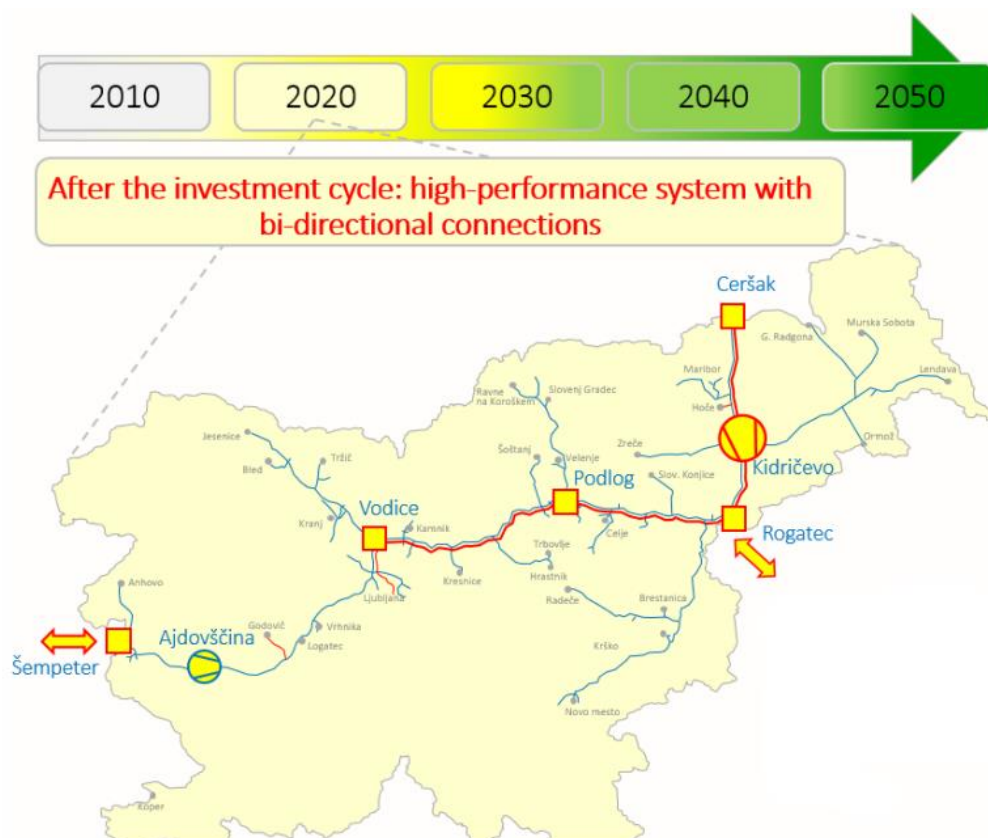 2010
2020
2030
2040
2050
After the investment cycle: high-performance system with
bi-directional connections
Ceršak
G. Radgona
Murska Sobota
Maribor
Lendava
Ravne
na Koroškem
Slovenj Gradec
Hoče
Jesenice
Zreče
Ormož
Bled
Tržič
Šoštanj
Velenje
Slov. Konjice
Kidričevo
Podlog
Vodice
Kranj
Kamnik
Celje
Rogatec
Trbovlje
Kresnice
Hrastnik
Anhovo
Ljubljana
Radeče
Brestanica
Godovič
Vrhnika
Ajdovščina
Logatec
Krško
Šempeter
Novo mesto
Koper